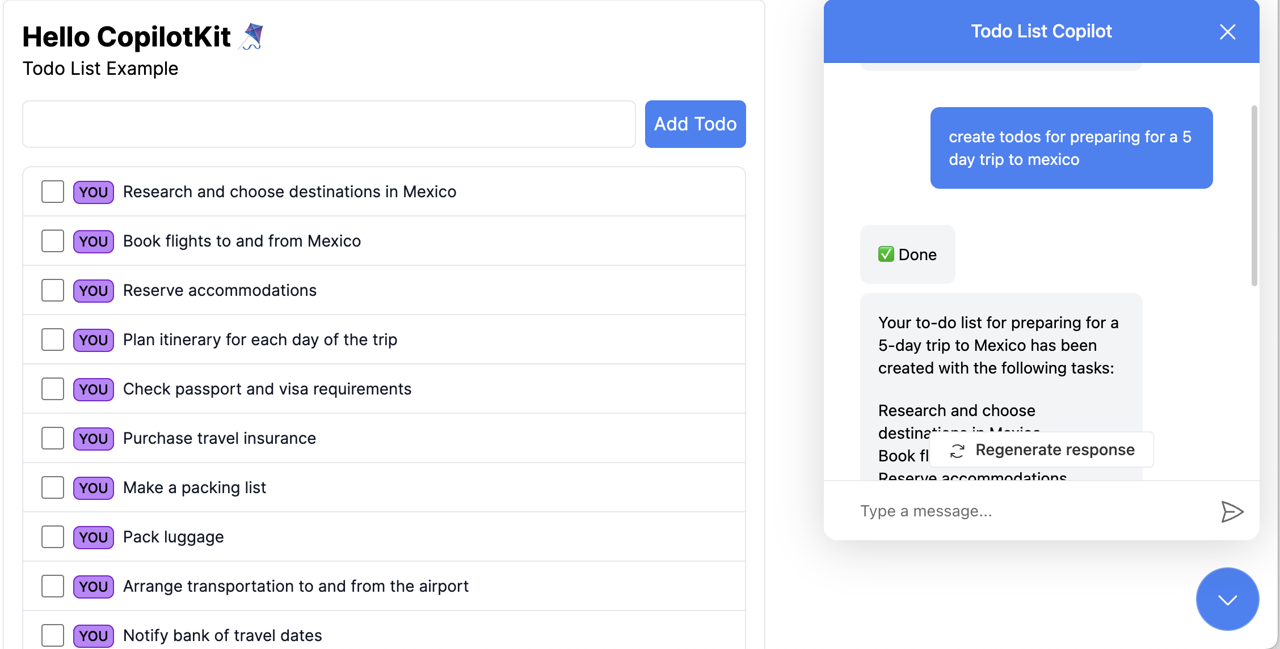 Hello CopilotKit 🪁
Todo List Example
Add Todo
YOU Research and choose destinations in Mexico
YOU Book flights to and from Mexico
YOU Reserve accommodations
YOU Plan itinerary for each day of the trip
YOU Check passport and visa requirements
YOU Purchase travel insurance
YOU Make a packing list
YOU Pack luggage
YOU Arrange transportation to and from the airport
YOU Notify bank of travel dates
Todo List Copilot
create todos for preparing for a 5
day trip to mexico
✅ Done
Your to-do list for preparing for a
5-day trip to Mexico has been
created with the following tasks:
Research and choose
destinations in Mexico
Book fl
Regenerate response
Reserve accommodations
Type a message...